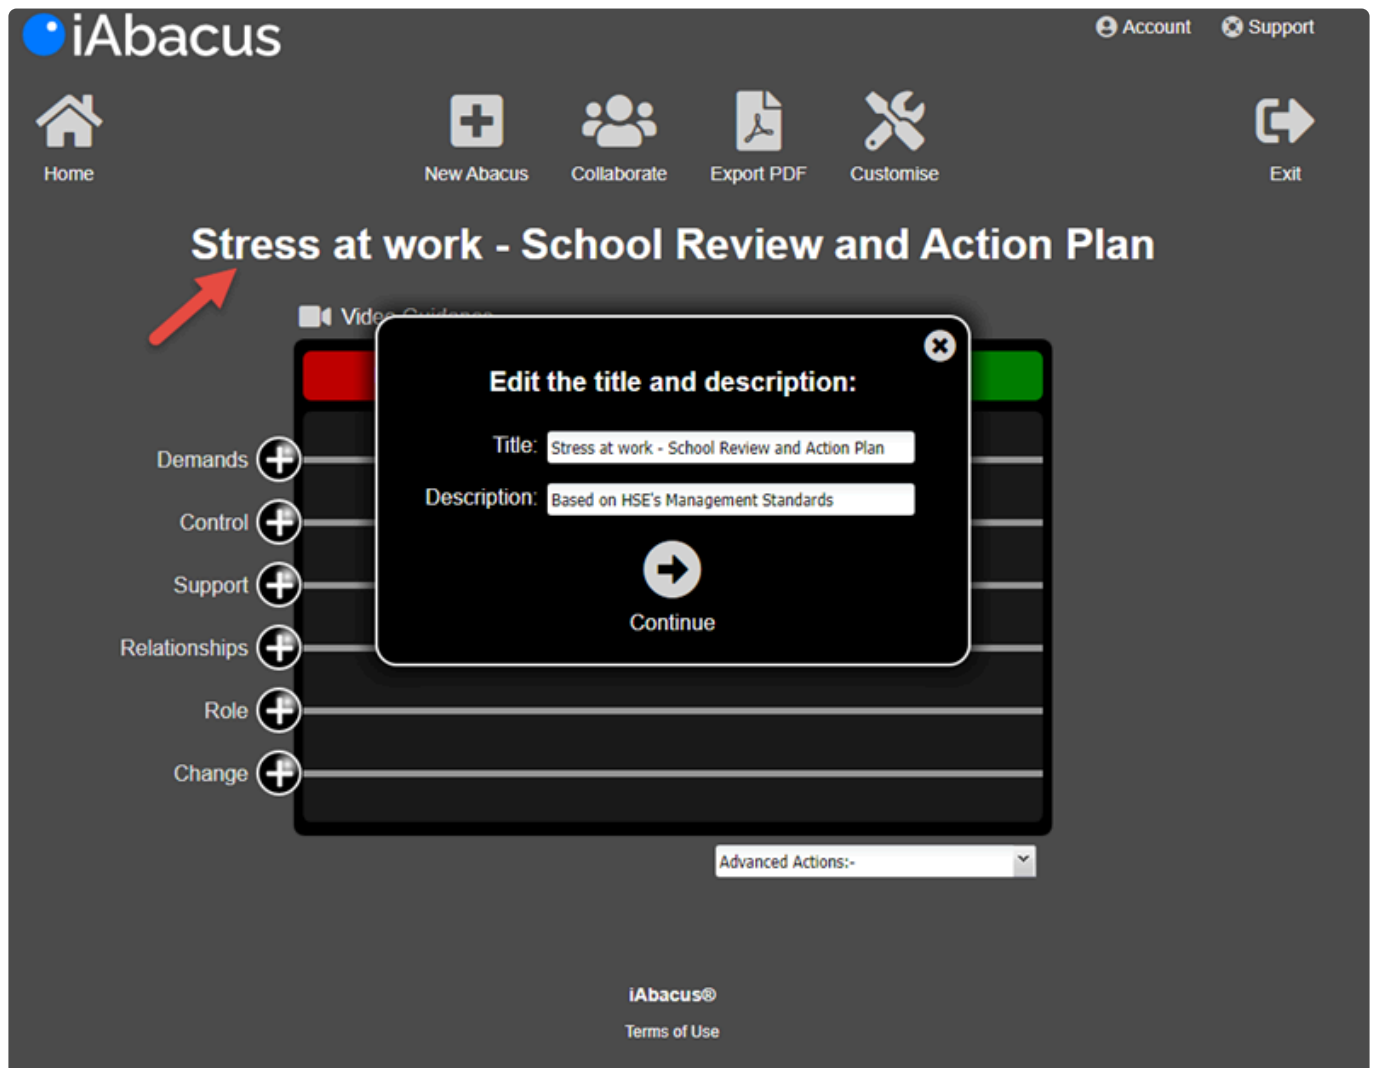 iAbacus
Account
Support
Home
New Abacus
Collaborate
Export PDF
Customise
Exit
Stress at work - School Review and Action Plan
Video Guidance
Edit the title and description:
Title: Stress at work - School Review and Action Plan
Description: Based on HSE's Management Standards
Continue
Demands
Control
Support
Relationships
Role
Change
Advanced Actions:-
iAbacus®
Terms of Use